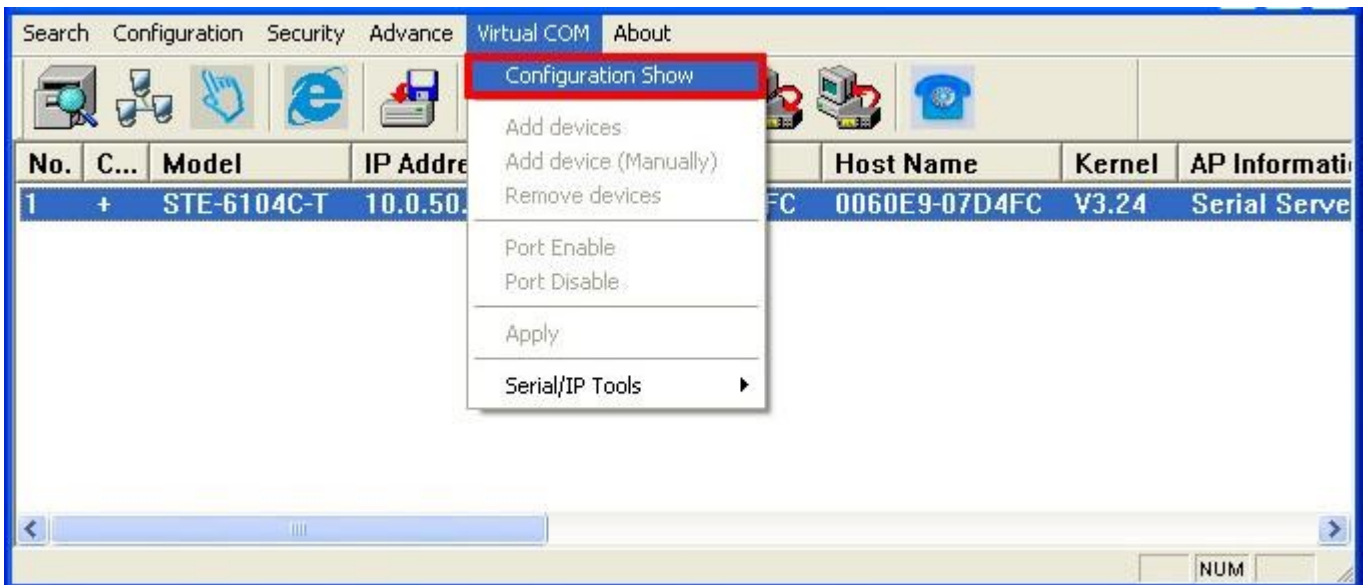 Search Configuration Security Advance Virtual COM About
Configuration Show
Add devices
Add device (Manually)
Remove devices
Port Enable
Port Disable
Apply
Serial/IP Tools
No. C... Model IP Addre Host Name Kernel AP Informati
1 + STE-6104C-T 10.0.50. FC 0060E9-07D4FC V3.24 Serial Serve
NUM